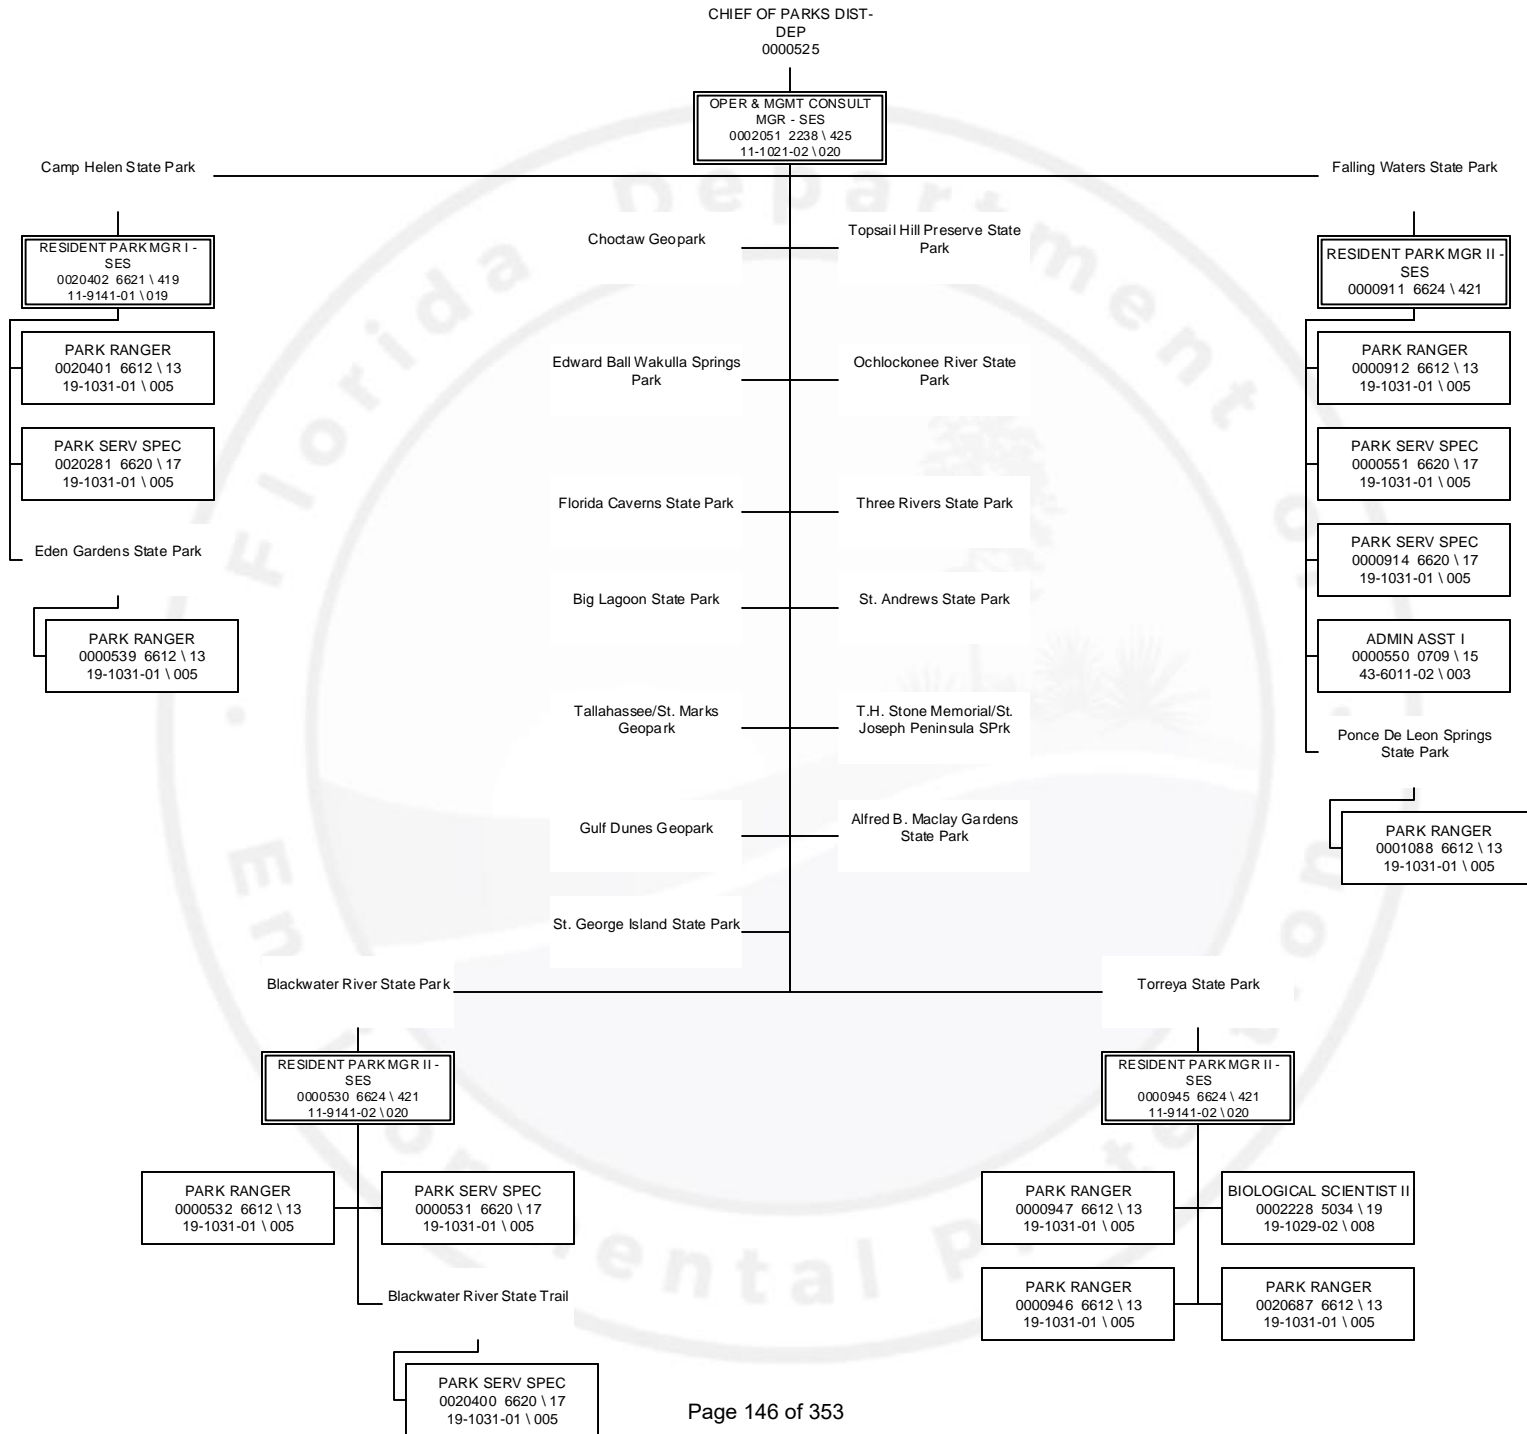 CHIEF OF PARKS DIST-
DEP
0000525
OPER & MGMT CONSULT
MGR - SES
0002051 2238 \ 425
11-1021-02 \ 020
Camp Helen State Park
Falling Waters State Park
RESIDENT PARK MGR I -
SES
0020402 6621 \ 419
11-9141-01 \ 019
PARK RANGER
0020401 6612 \ 13
19-1031-01 \ 005
PARK SERV SPEC
0020281 6620 \ 17
19-1031-01 \ 005
Eden Gardens State Park
PARK RANGER
0000539 6612 \ 13
19-1031-01 \ 005
Choctaw Geopark
Topsail Hill Preserve State
Park
Edward Ball Wakulla Springs
Park
Ochlockonee River State
Park
Florida Caverns State Park
Three Rivers State Park
Big Lagoon State Park
St. Andrews State Park
Tallahassee/St. Marks
Geopark
T.H. Stone Memorial/St.
Joseph Peninsula SPrk
Gulf Dunes Geopark
Alfred B. Maclay Gardens
State Park
St. George Island State Park
RESIDENT PARK MGR II -
SES
0000911 6624 \ 421
PARK RANGER
0000912 6612 \ 13
19-1031-01 \ 005
PARK SERV SPEC
0000551 6620 \ 17
19-1031-01 \ 005
PARK SERV SPEC
0000914 6620 \ 17
19-1031-01 \ 005
ADMIN ASST I
0000550 0709 \ 15
43-6011-02 \ 003
Ponce De Leon Springs
State Park
PARK RANGER
0001088 6612 \ 13
19-1031-01 \ 005
Blackwater River State Park
RESIDENT PARK MGR II -
SES
0000530 6624 \ 421
11-9141-02 \ 020
PARK RANGER
0000532 6612 \ 13
19-1031-01 \ 005
PARK SERV SPEC
0000531 6620 \ 17
19-1031-01 \ 005
Blackwater River State Trail
PARK SERV SPEC
0020400 6620 \ 17
19-1031-01 \ 005
Torreya State Park
RESIDENT PARK MGR II -
SES
0000945 6624 \ 421
11-9141-02 \ 020
PARK RANGER
0000947 6612 \ 13
19-1031-01 \ 005
BIOLOGICAL SCIENTIST II
0002228 5034 \ 19
19-1029-02 \ 008
PARK RANGER
0000946 6612 \ 13
19-1031-01 \ 005
PARK RANGER
0020687 6612 \ 13
19-1031-01 \ 005
Page 146 of 353